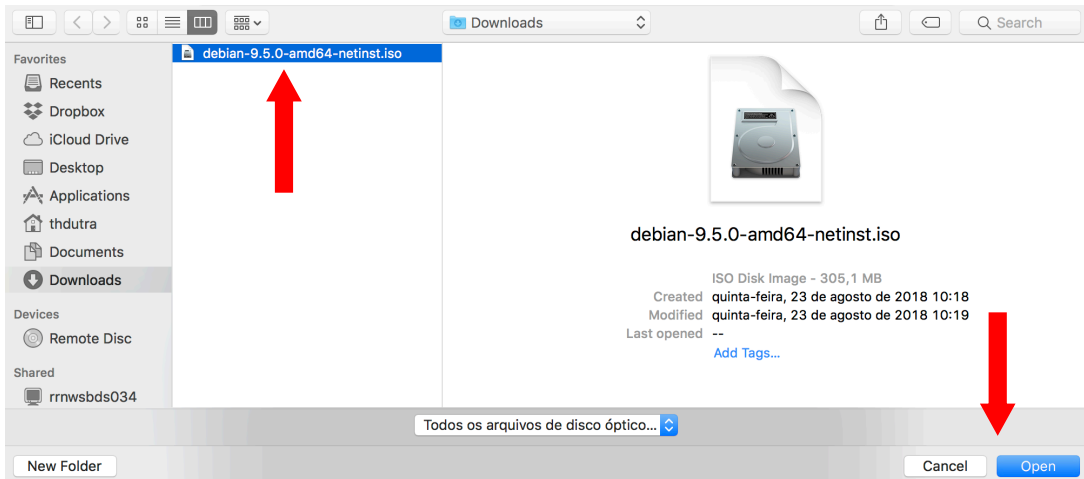 Downloads
Search
Favorites
Recents
Dropbox
iCloud Drive
Desktop
Applications
thdutra
Documents
Downloads
Devices
Remote Disc
Shared
rrnwsbds034
debian-9.5.0-amd64-netinst.iso
debian-9.5.0-amd64-netinst.iso
ISO Disk Image - 305,1 MB
Created quinta-feira, 23 de agosto de 2018 10:18
Modified quinta-feira, 23 de agosto de 2018 10:19
Last opened --
Add Tags...
Todos os arquivos de disco óptico...
New Folder
Cancel
Open